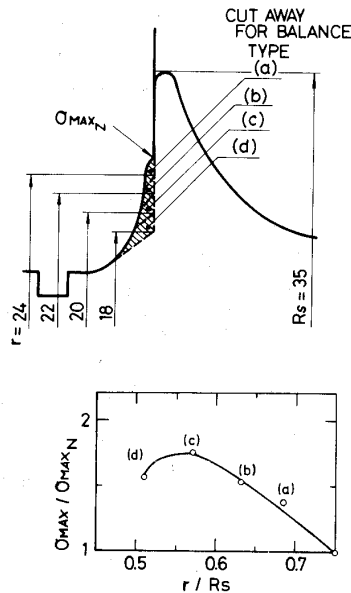 CUT AWAY
FOR BALANCE
TYPE
(a)
(b)
(c)
(d)
σMAX Z
r = 24
22
20
18
Rs = 35
2
1
σMAX / σMAX N
(d)
(c)
(b)
(a)
0.5
0.6
0.7
r / Rs